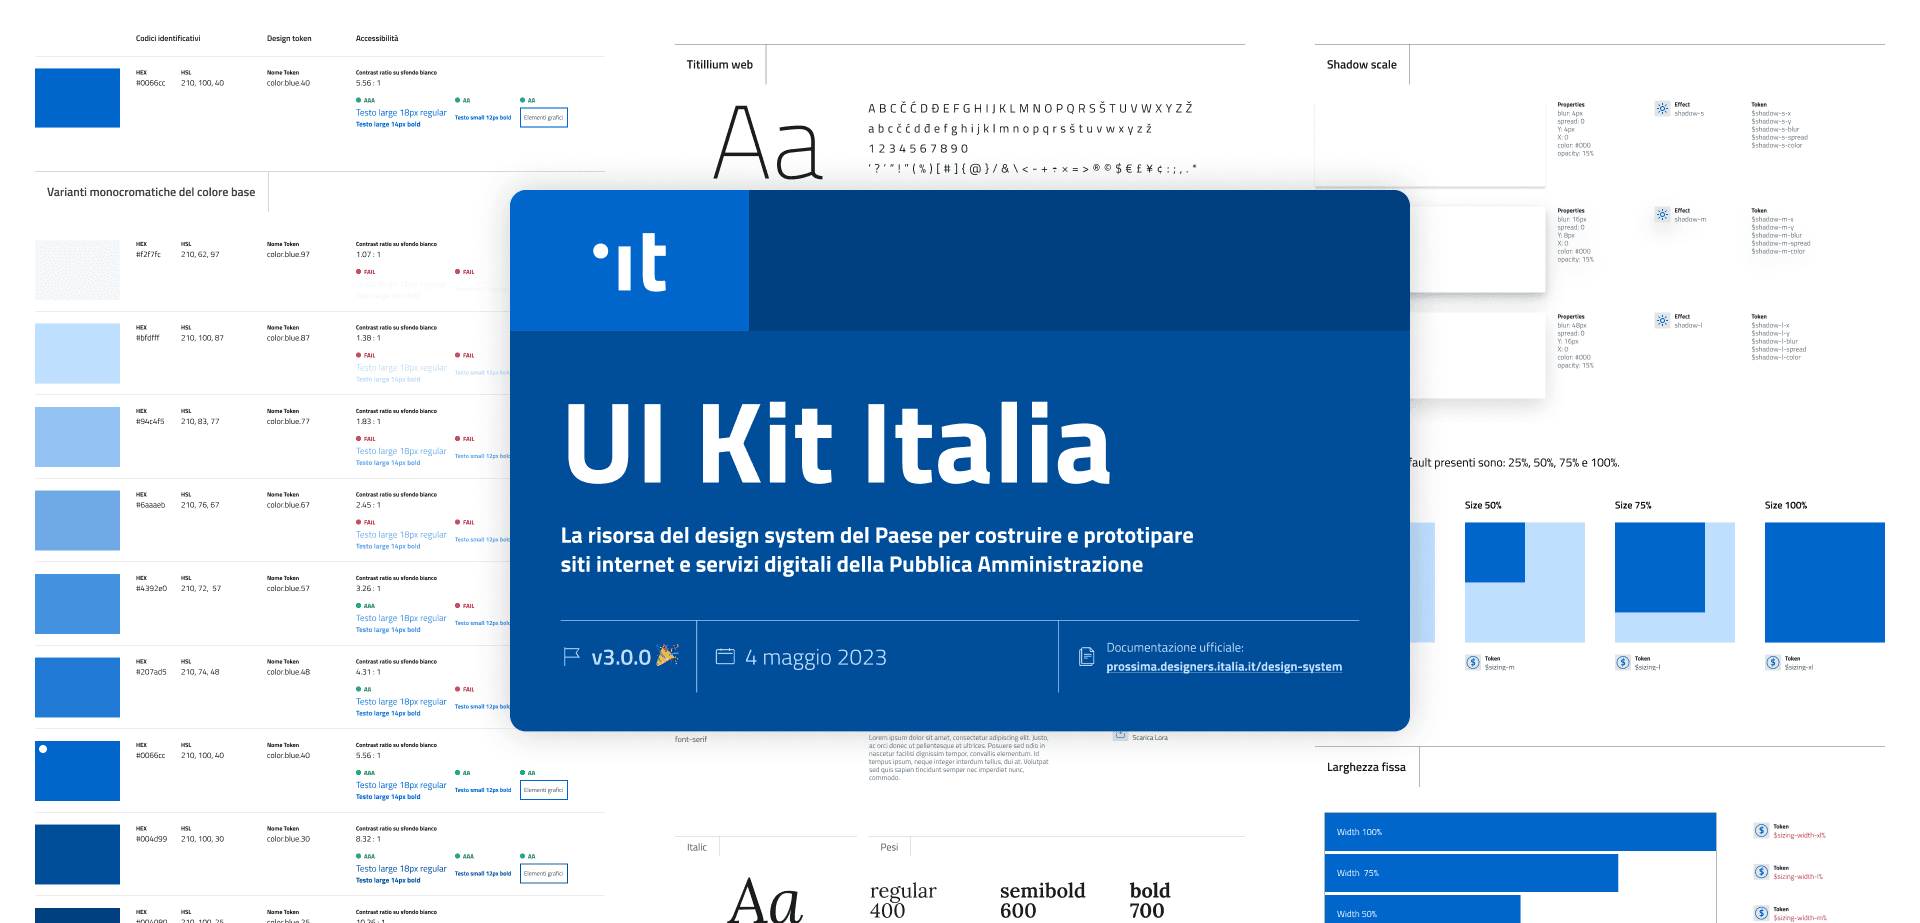 Codici identificativi
Design token
Accessibilità
HEX
#0066cc
HSL
210, 100, 40
Nome Token
color.blue.40
Contrast ratio su sfondo bianco
5.56 : 1
AAA
AA
AA
Testo large 18px regular
Testo large 14px bold
Testo small 12px bold
Elementi grafici
Varianti monocromatiche del colore base
HEX
#f2f7fc
HSL
210, 62, 97
Nome Token
color.blue.97
Contrast ratio su sfondo bianco
1.07 : 1
FAIL
FAIL
HEX
#bfdfff
HSL
210, 100, 87
Nome Token
color.blue.87
Contrast ratio su sfondo bianco
1.38 : 1
FAIL
FAIL
Testo large 18px regular
Testo large 14px bold
Testo small 12px bold
HEX
#94c4f5
HSL
210, 83, 77
Nome Token
color.blue.77
Contrast ratio su sfondo bianco
1.83 : 1
FAIL
FAIL
Testo large 18px regular
Testo large 14px bold
Testo small 12px bold
HEX
#6aaaeb
HSL
210, 76, 67
Nome Token
color.blue.67
Contrast ratio su sfondo bianco
2.45 : 1
FAIL
FAIL
Testo large 18px regular
Testo large 14px bold
Testo small 12px bold
HEX
#4392e0
HSL
210, 72, 57
Nome Token
color.blue.57
Contrast ratio su sfondo bianco
3.26 : 1
AAA
FAIL
Testo large 18px regular
Testo large 14px bold
Testo small 12px bold
HEX
#207ad5
HSL
210, 74, 48
Nome Token
color.blue.48
Contrast ratio su sfondo bianco
4.31 : 1
AA
FAIL
Testo large 18px regular
Testo large 14px bold
Testo small 12px bold
HEX
#0066cc
HSL
210, 100, 40
Nome Token
color.blue.40
Contrast ratio su sfondo bianco
5.56 : 1
AAA
AA
AA
Testo large 18px regular
Testo large 14px bold
Testo small 12px bold
Elementi grafici
HEX
#004d99
HSL
210, 100, 30
Nome Token
color.blue.30
Contrast ratio su sfondo bianco
8.32 : 1
AAA
AAA
AA
Testo large 18px regular
Testo large 14px bold
Testo small 12px bold
Elementi grafici
HEX
HSL
Nome Token
Contrast ratio su sfondo bianco
Titillium web
Aa
A B C Č Ć D Đ E F G H I J K L M N O P Q R S Š T U V W X Y Z Ž
a b c č ć d đ e f g h i j k l m n o p q r s š t u v w x y z ž
1 2 3 4 5 6 7 8 9 0
‘ ? ’ “ ! ” ( % ) [ # ] { @ } / & \ < - + ÷ × = > ® © $ € £ ¥ ¢ : ; , . *
it
UI Kit Italia
La risorsa del design system del Paese per costruire e prototipare
siti internet e servizi digitali della Pubblica Amministrazione
v3.0.0 🎉
4 maggio 2023
Documentazione ufficiale:
prossima.designers.italia.it/design-system
font-serif
Lorem ipsum dolor sit amet, consectetur adipiscing elit. Justo,
ac orci donec ut pellentesque et ultrices. Posuere sed odio in
nascetur facilisi dignissim tempor, convallis elementum. Id
tempus ipsum, neque integer interdum tellus, dui at. Volutpat
sed quis sapien tincidunt semper nec imperdiet nunc,
commodo.
Scarica Lora
Italic
Aa
Pesi
regular
400
semibold
600
bold
700
Shadow scale
Properties
blur: 4px
spread: 0
Y: 4px
X: 0
color: #000
opacity: 15%
Effect
shadow-s
Token
$shadow-s-x
$shadow-s-y
$shadow-s-blur
$shadow-s-spread
$shadow-s-color
Properties
blur: 16px
spread: 0
Y: 8px
X: 0
color: #000
opacity: 15%
Effect
shadow-m
Token
$shadow-m-x
$shadow-m-y
$shadow-m-blur
$shadow-m-spread
$shadow-m-color
Properties
blur: 48px
spread: 0
Y: 16px
X: 0
color: #000
opacity: 15%
Effect
shadow-l
Token
$shadow-l-x
$shadow-l-y
$shadow-l-blur
$shadow-l-spread
$shadow-l-color
fault presenti sono: 25%, 50%, 75% e 100%.
Size 50%
Size 75%
Size 100%
Token
$sizing-m
Token
$sizing-l
Token
$sizing-xl
Larghezza fissa
Width 100%
Token
$sizing-width-xl%
Width 75%
Token
$sizing-width-l%
Width 50%
Token
$sizing-width-m%